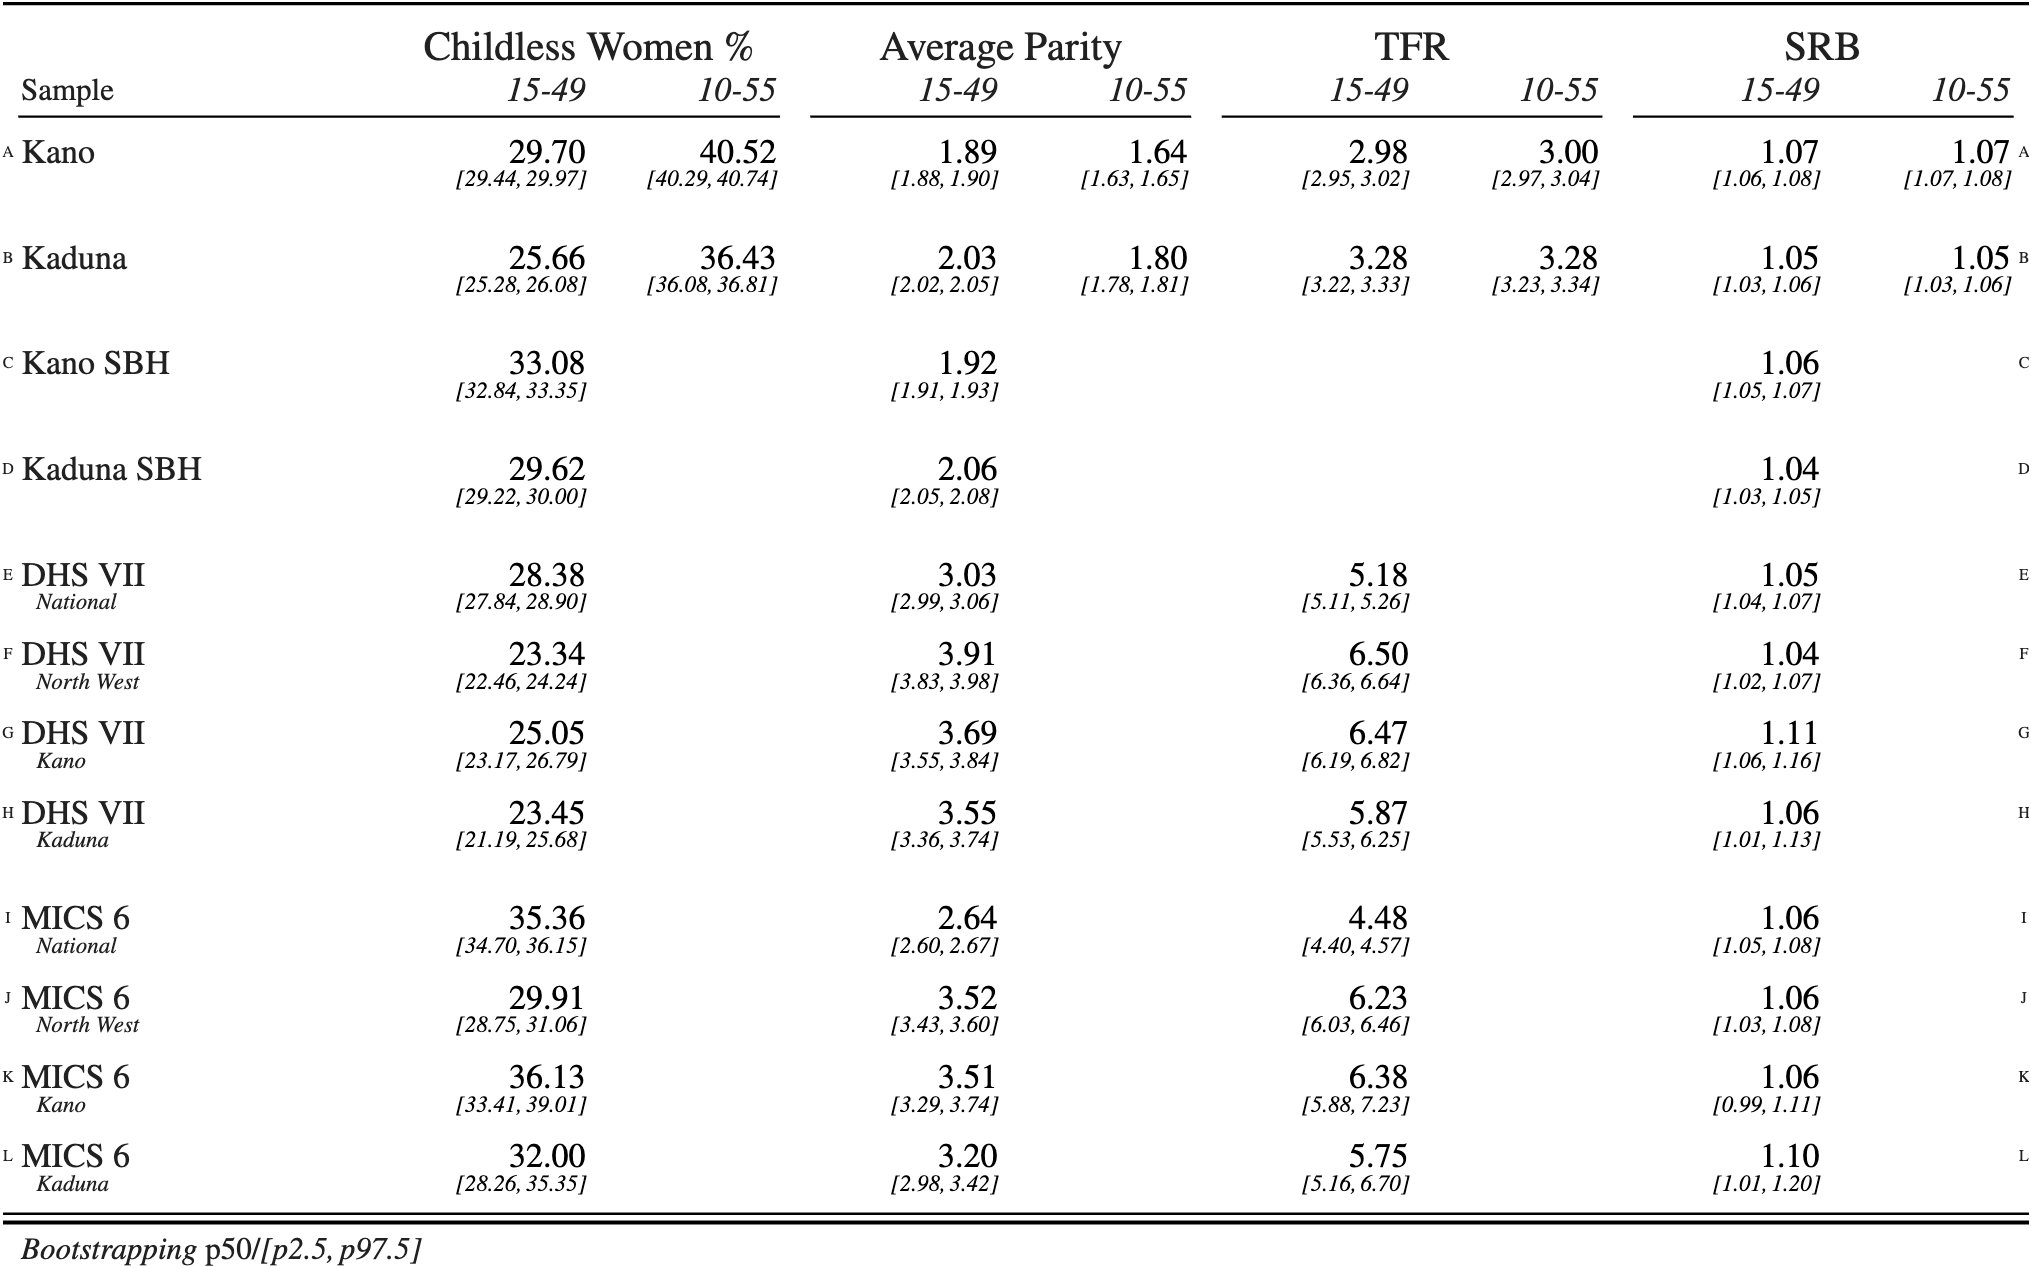 Childless Women % Average Parity TFR SRB
Sample 15-49 10-55 15-49 10-55 15-49 10-55 15-49 10-55
A Kano 29.70 40.52 1.89 1.64 2.98 3.00 1.07 1.07 A
[29.44, 29.97] [40.29, 40.74] [1.88, 1.90] [1.63, 1.65] [2.95, 3.02] [2.97, 3.04] [1.06, 1.08] [1.07, 1.08]
B Kaduna 25.66 36.43 2.03 1.80 3.28 3.28 1.05 1.05 B
[25.28, 26.08] [36.08, 36.81] [2.02, 2.05] [1.78, 1.81] [3.22, 3.33] [3.23, 3.34] [1.03, 1.06] [1.03, 1.06]
C Kano SBH 33.08 1.92 1.06 C
[32.84, 33.35] [1.91, 1.93] [1.05, 1.07]
D Kaduna SBH 29.62 2.06 1.04 D
[29.22, 30.00] [2.05, 2.08] [1.03, 1.05]
E DHS VII 28.38 3.03 5.18 1.05 E
National [27.84, 28.90] [2.99, 3.06] [5.11, 5.26] [1.04, 1.07]
F DHS VII 23.34 3.91 6.50 1.04 F
North West [22.46, 24.24] [3.83, 3.98] [6.36, 6.64] [1.02, 1.07]
G DHS VII 25.05 3.69 6.47 1.11 G
Kano [23.17, 26.79] [3.55, 3.84] [6.19, 6.82] [1.06, 1.16]
H DHS VII 23.45 3.55 5.87 1.06 H
Kaduna [21.19, 25.68] [3.36, 3.74] [5.53, 6.25] [1.01, 1.13]
I MICS 6 35.36 2.64 4.48 1.06 I
National [34.70, 36.15] [2.60, 2.67] [4.40, 4.57] [1.05, 1.08]
J MICS 6 29.91 3.52 6.23 1.06 J
North West [28.75, 31.06] [3.43, 3.60] [6.03, 6.46] [1.03, 1.08]
K MICS 6 36.13 3.51 6.38 1.06 K
Kano [33.41, 39.01] [3.29, 3.74] [5.88, 7.23] [0.99, 1.11]
L MICS 6 32.00 3.20 5.75 1.10 L
Kaduna [28.26, 35.35] [2.98, 3.42] [5.16, 6.70] [1.01, 1.20]
Bootstrapping p50/[p2.5, p97.5]